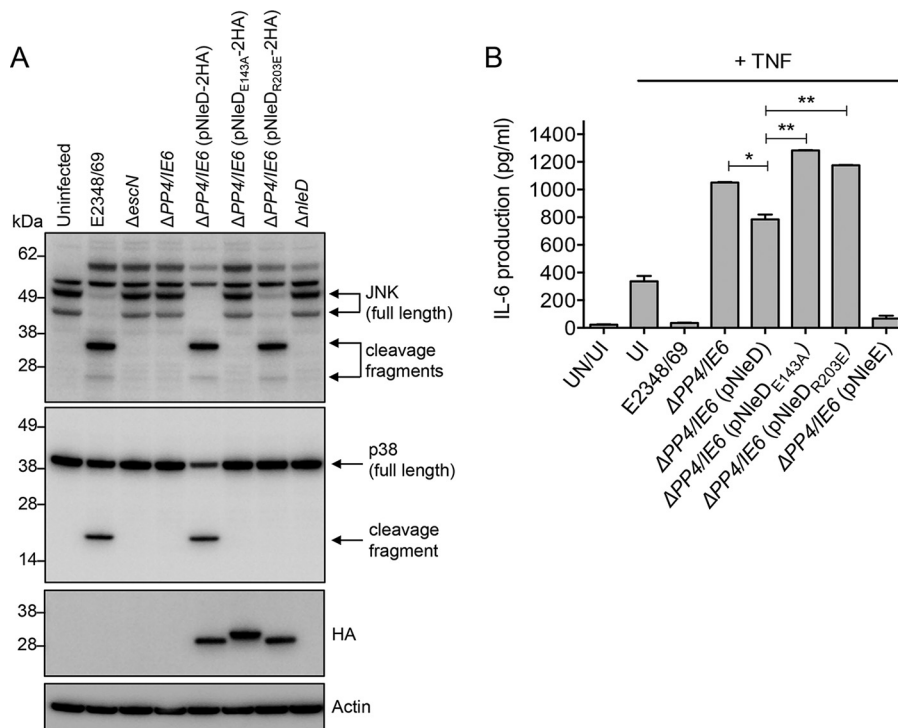 A
Uninfected
E2348/69
ΔescN
ΔPP4/IE6
ΔPP4/IE6 (pNleD-2HA)
ΔPP4/IE6 (pNleDE143A-2HA)
ΔPP4/IE6 (pNleDR203E-2HA)
ΔnleD
kDa
62
49
38
28
JNK
(full length)
cleavage
fragments
49
38
28
14
p38
(full length)
cleavage
fragment
38
28
HA
Actin
B
+ TNF
**
**
*
IL-6 production (pg/ml)
1400
1200
1000
800
600
400
200
0
UN/UI
UI
E2348/69
ΔPP4/IE6
ΔPP4/IE6 (pNleD)
ΔPP4/IE6 (pNleDE143A)
ΔPP4/IE6 (pNleDR203E)
ΔPP4/IE6 (pNleE)